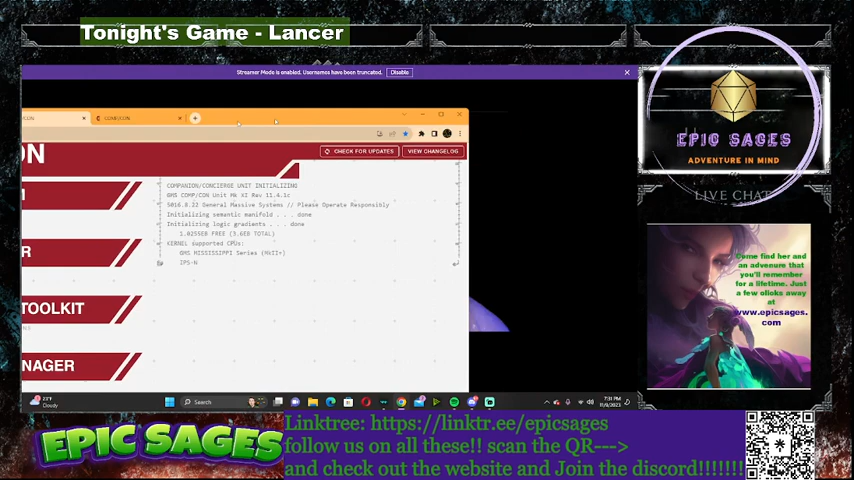 Tonight's Game - Lancer
Streamer Mode is enabled. Usernames have been truncated.
Disable
COMP/CON
ON
CHECK FOR UPDATES
VIEW CHANGELOG
COMPANION/CONCIERGE UNIT INITIALIZING
GMS COMP/CON Unit Mk XI Rev 11.4.1c
5016.8.22 General Massive Systems // Please Operate Responsibly
Initializing semantic manifold . . . done
Initializing logic gradients . . . done
1.0255EB FREE (3.6EB TOTAL)
KERNEL supported CPUs:
GMS MISSISSIPPI Series (MkII+)
IPS-N
R
TOOLKIT
NAGER
EPIC SAGES
ADVENTURE IN MIND
LIVE CHAT
Come find her and
an advenure that
you'll remember
for a lifetime. Just
a few clicks away
at
www.epicsages.
com
Cloudy
Search
7:31 PM
EPIC SAGES
Linktree: https://linktr.ee/epicsages
follow us on all these!! scan the QR--->
and check out the website and Join the discord!!!!!!!